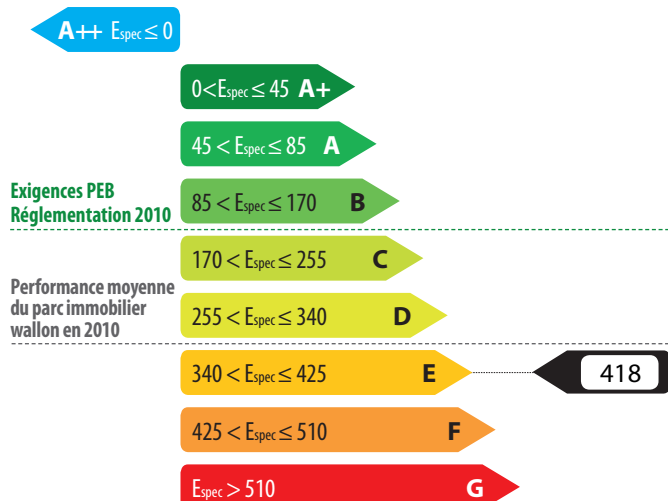 A++ Espec ≤ 0
0<Espec ≤ 45 A+
45 < Espec ≤ 85 A
Exigences PEB
Réglementation 2010
85 < Espec ≤ 170 B
170 < Espec ≤ 255 C
Performance moyenne
du parc immobilier
wallon en 2010
255 < Espec ≤ 340 D
340 < Espec ≤ 425 E
418
425 < Espec ≤ 510 F
Espec > 510 G